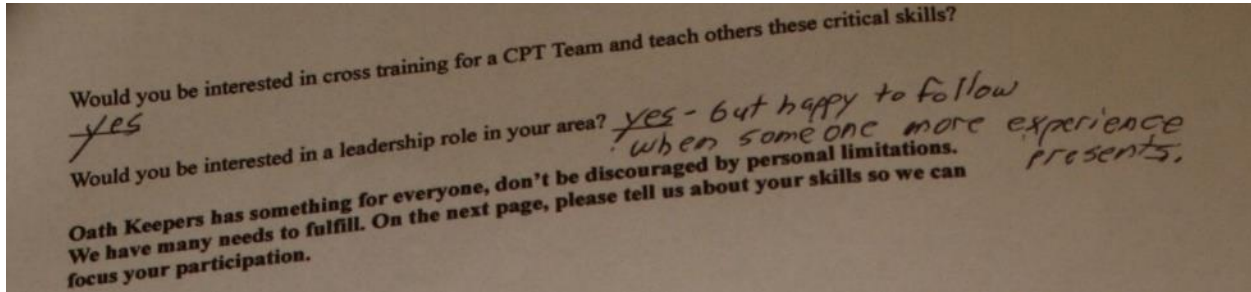 Would you be interested in cross training for a CPT Team and teach others these critical skills?
yes
Would you be interested in a leadership role in your area? yes - but happy to follow
when someone more experience
presents.
Oath Keepers has something for everyone, don't be discouraged by personal limitations.
We have many needs to fulfill. On the next page, please tell us about your skills so we can
focus your participation.